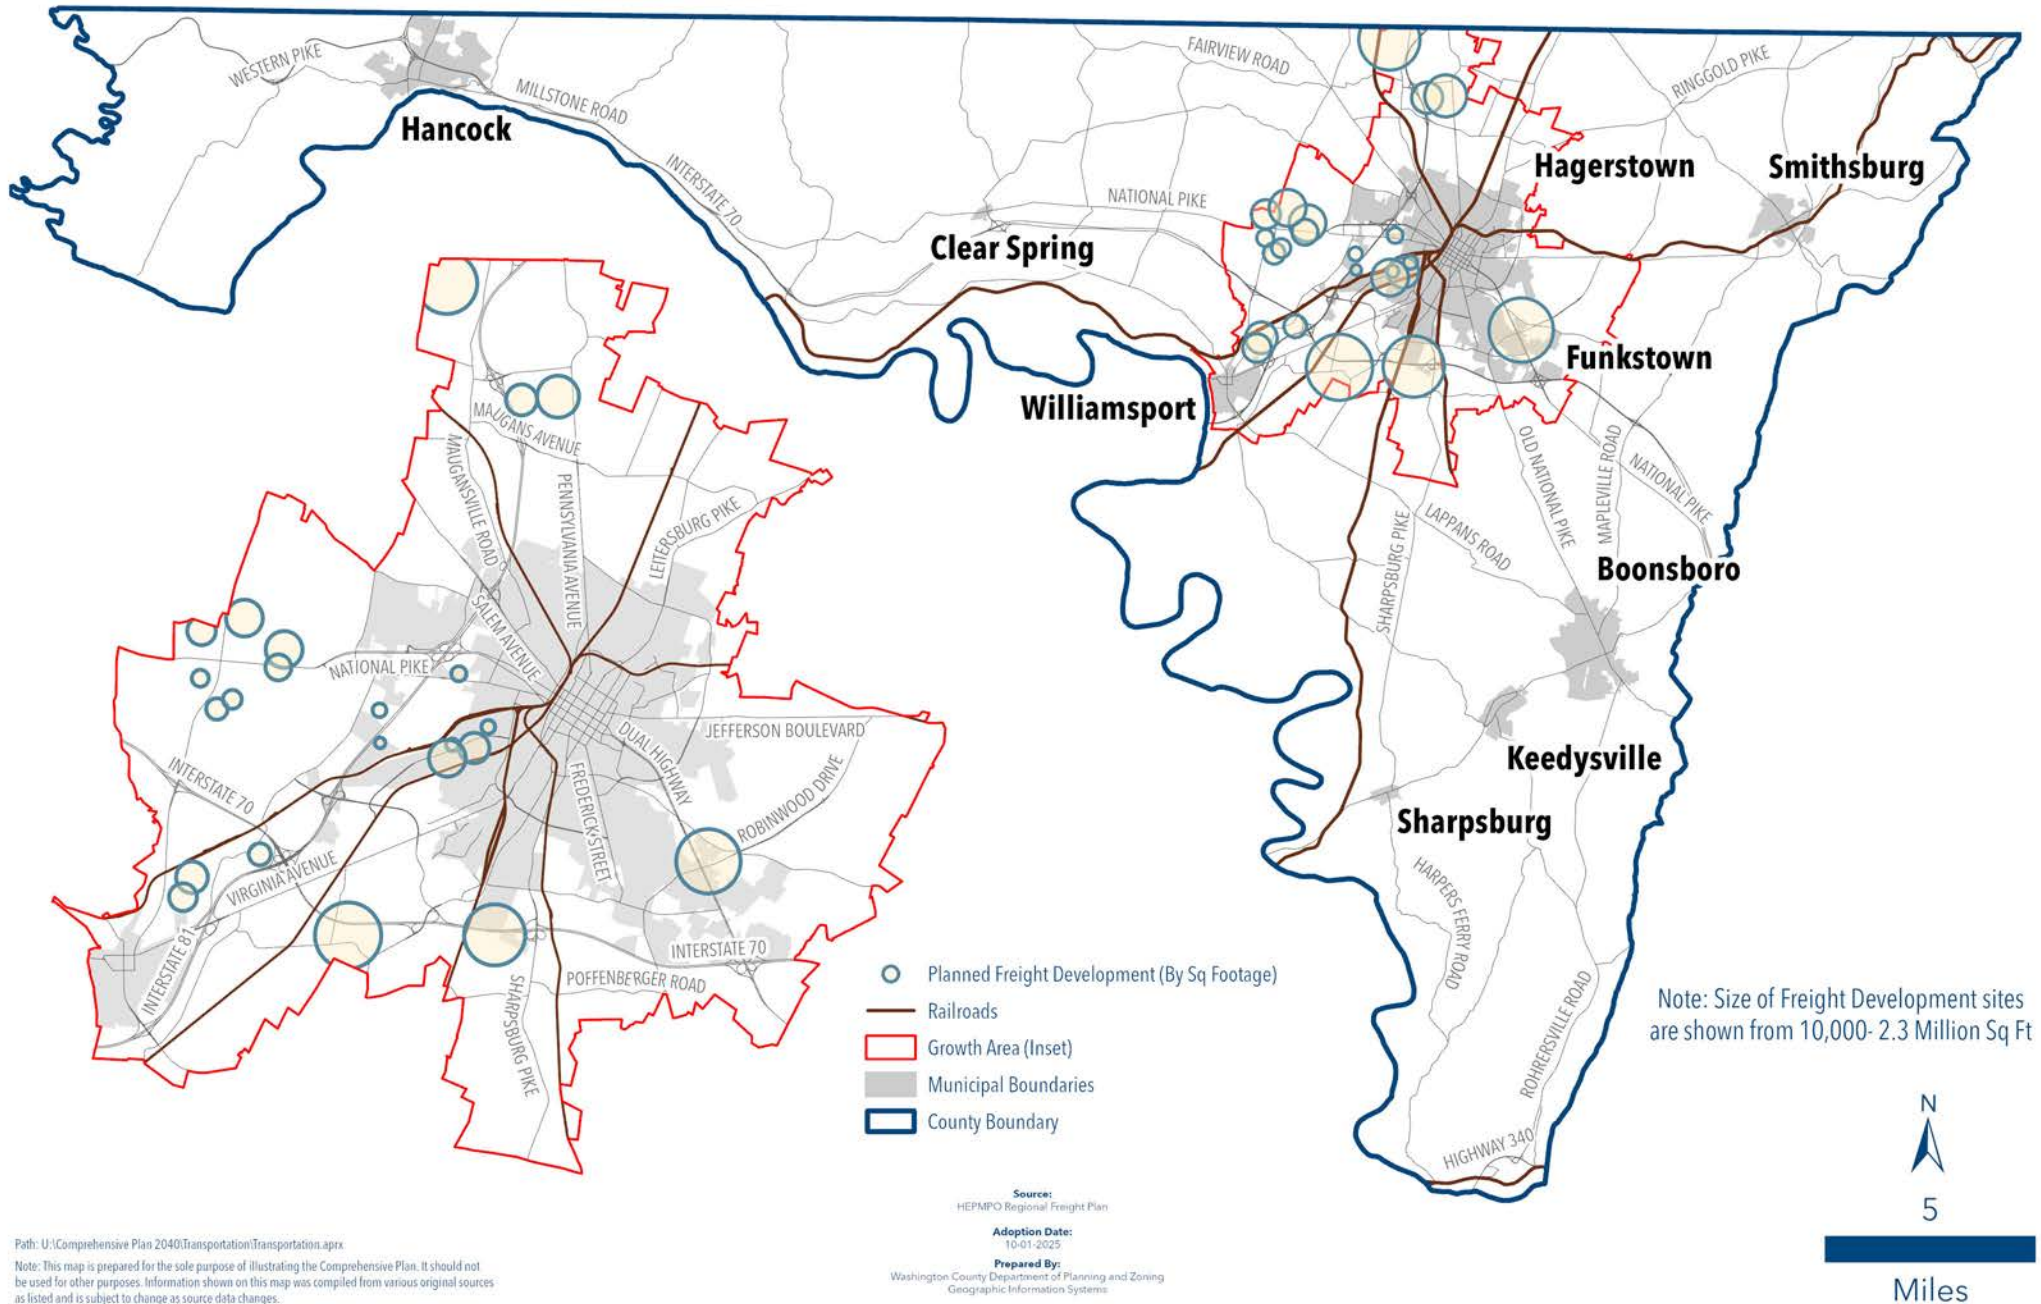 WESTERN PIKE
MILLSTONE ROAD
Hancock
INTERSTATE 70
FAIRVIEW ROAD
RINGGOLD PIKE
Hagerstown
Smithsburg
NATIONAL PIKE
Clear Spring
Funkstown
Williamsport
OLD NATIONAL PIKE
MAPLEVILLE ROAD
NATIONAL PIKE
SHARPSBURG PIKE
LAPPANS ROAD
Boonsboro
Keedysville
Sharpsburg
HARPERS FERRY ROAD
ROHRERSVILLE ROAD
HIGHWAY 340
MAUGANS AVENUE
MAUGANSVILLE ROAD
PENNSYLVANIA AVENUE
LEITERSBURG PIKE
SALEM AVENUE
NATIONAL PIKE
DUAL HIGHWAY
JEFFERSON BOULEVARD
INTERSTATE 70
FREDERICK STREET
ROBINWOOD DRIVE
VIRGINIA AVENUE
INTERSTATE 81
INTERSTATE 70
POFFENBERGER ROAD
SHARPSBURG PIKE
Planned Freight Development (By Sq Footage)
Railroads
Growth Area (Inset)
Municipal Boundaries
County Boundary
Note: Size of Freight Development sites
are shown from 10,000- 2.3 Million Sq Ft
N
5
Miles
Source:
HEPMPO Regional Freight Plan
Adoption Date:
10-01-2025
Prepared By:
Washington County Department of Planning and Zoning
Geographic Information Systems
Path: U:\Comprehensive Plan 2040\Transportation\Transportation.aprx
Note: This map is prepared for the sole purpose of illustrating the Comprehensive Plan. It should not
be used for other purposes. Information shown on this map was compiled from various original sources
as listed and is subject to change as source data changes.